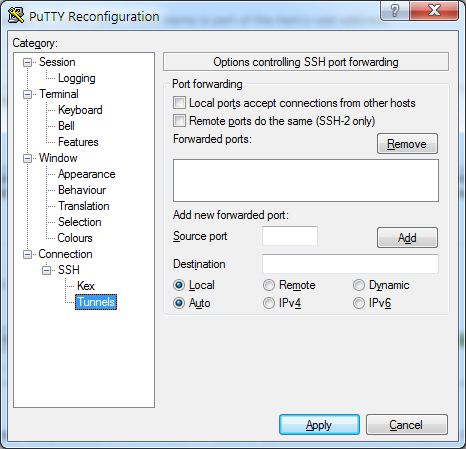 PuTTY Reconfiguration
Category:
Session
Logging
Terminal
Keyboard
Bell
Features
Window
Appearance
Behaviour
Translation
Selection
Colours
Connection
SSH
Kex
Tunnels
Options controlling SSH port forwarding
Port forwarding
Local ports accept connections from other hosts
Remote ports do the same (SSH-2 only)
Forwarded ports:
Remove
Add new forwarded port:
Source port
Add
Destination
Local Remote Dynamic
Auto IPv4 IPv6
Apply Cancel